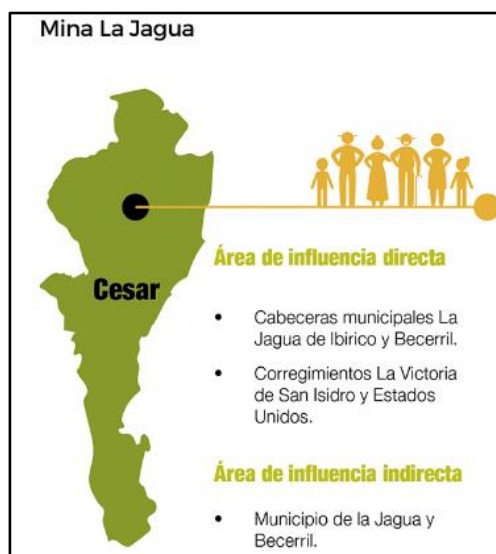 Mina La Jagua
Cesar
Área de influencia directa
• Cabeceras municipales La
Jagua de Ibirico y Becerril.
• Corregimientos La Victoria
de San Isidro y Estados
Unidos.
Área de influencia indirecta
• Municipio de la Jagua y
Becerril.